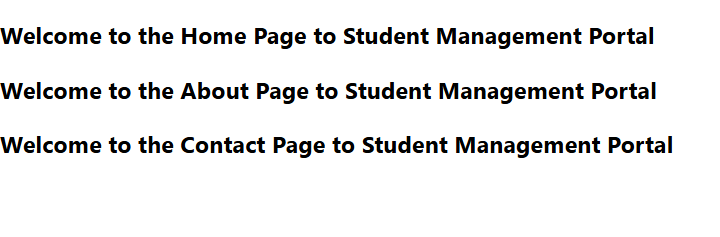 Welcome to the Home Page to Student Management Portal
Welcome to the About Page to Student Management Portal
Welcome to the Contact Page to Student Management Portal